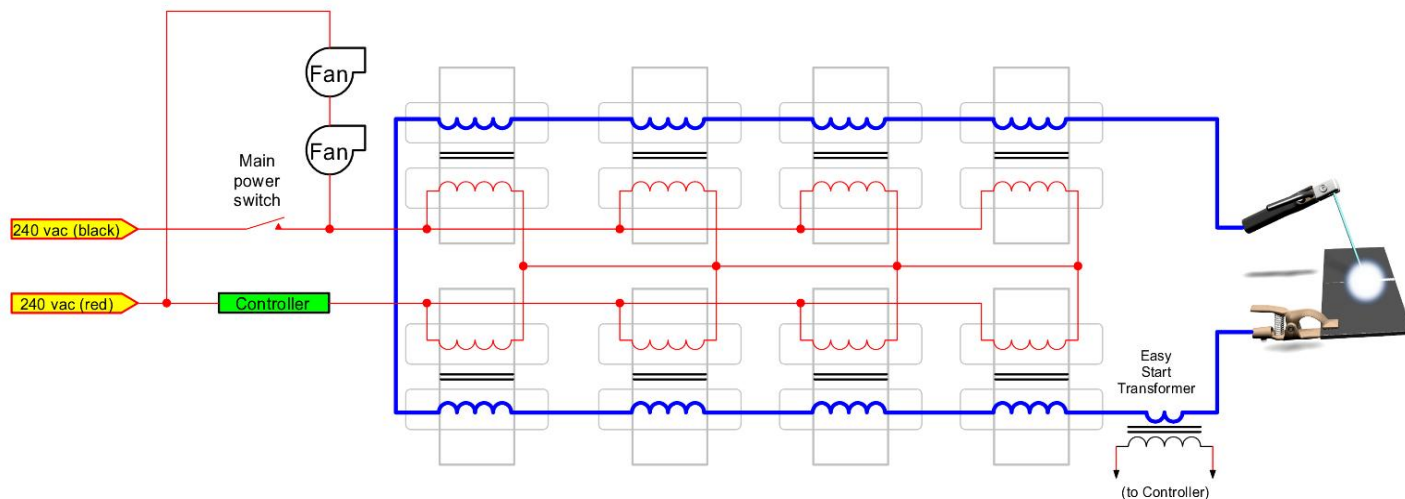 Fan
Fan
Main
power
switch
240 vac (black)
240 vac (red)
Controller
Easy
Start
Transformer
(to Controller)